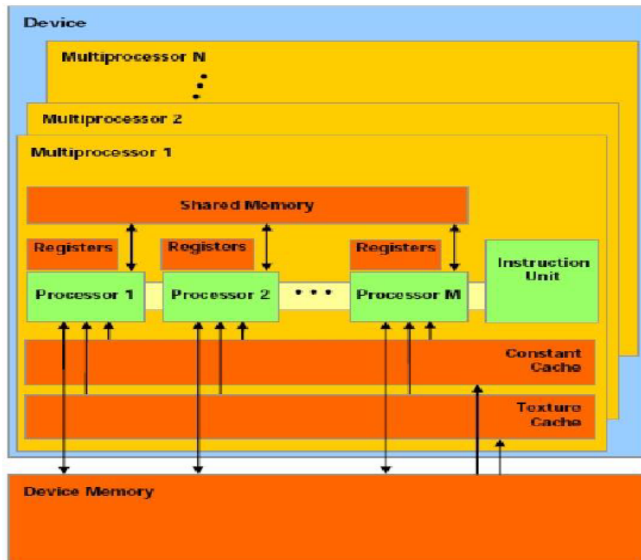 Device
Multiprocessor N
Multiprocessor 2
Multiprocessor 1
Shared Memory
Registers
Registers
Registers
Instruction
Unit
Processor 1
Processor 2
Processor M
Constant
Cache
Texture
Cache
Device Memory